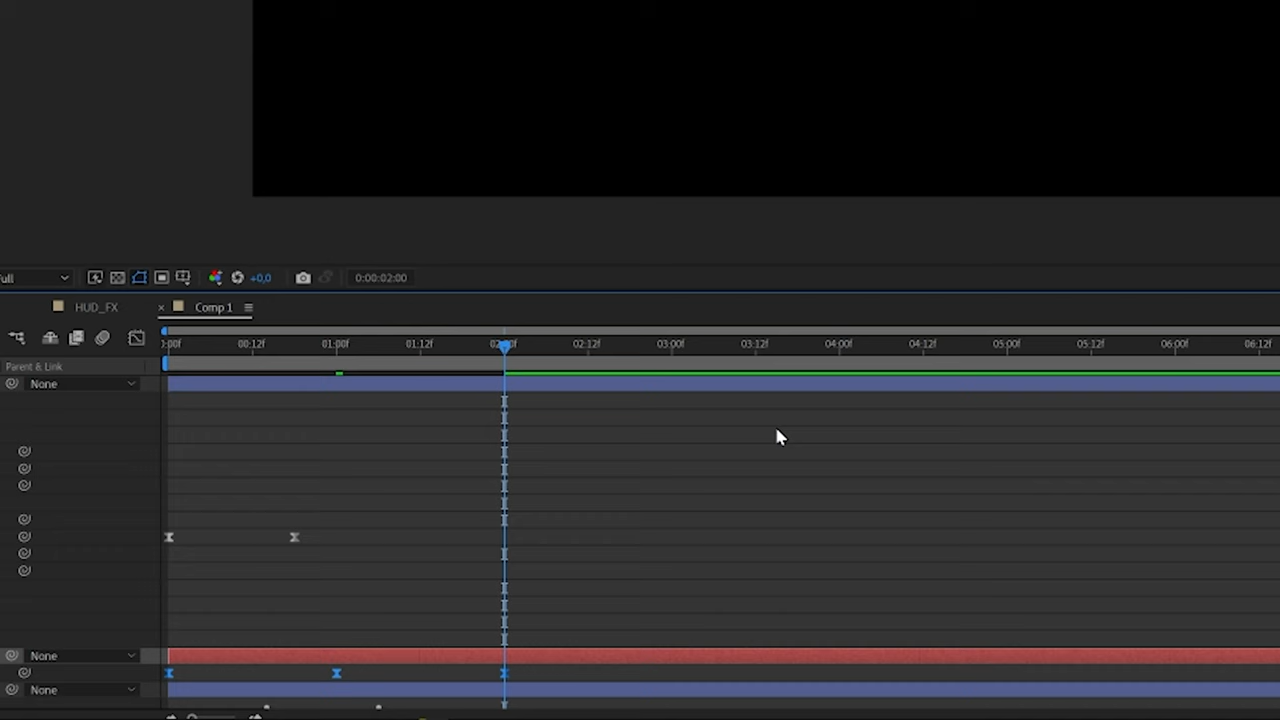 ull +0,0 0:00:02:00
HUD_FX × Comp 1
:00f 00:12f 01:00f 01:12f 02:12f 03:00f 03:12f 04:00f 04:12f 05:00f 05:12f 06:00f 06:12f
Parent & Link
None
None
None